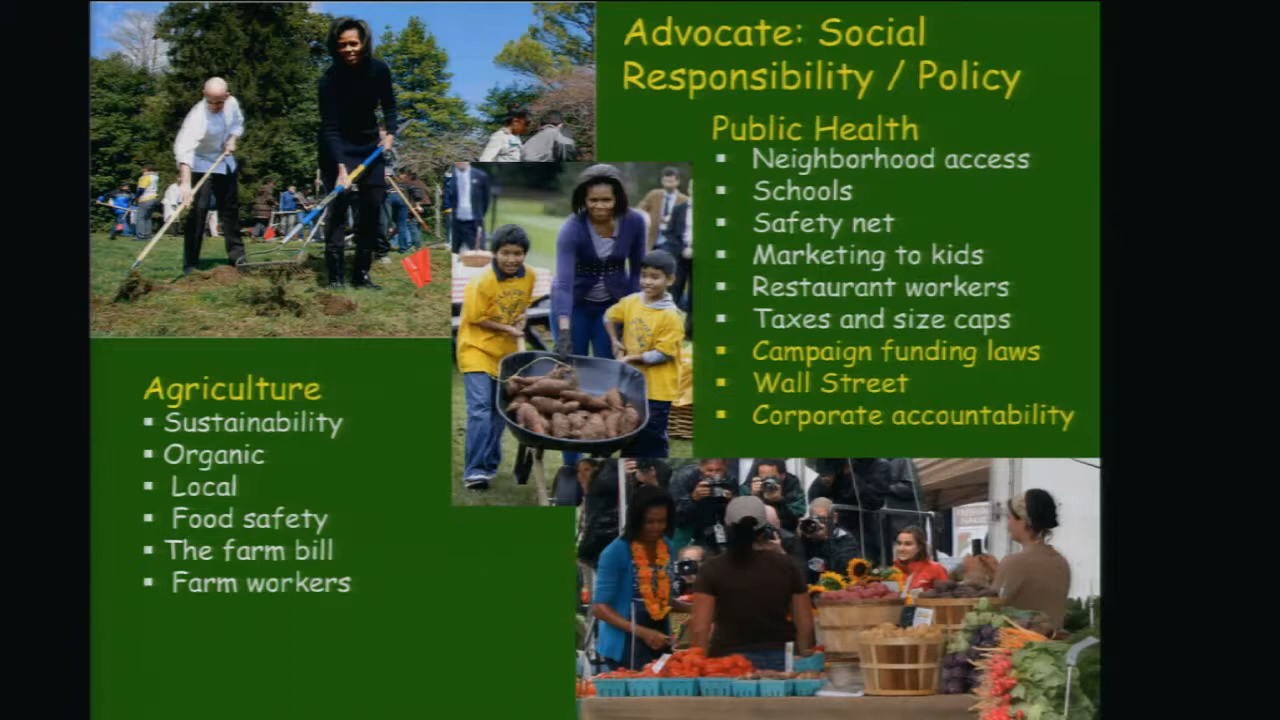 Advocate: Social
Responsibility / Policy
Public Health
▪ Neighborhood access
▪ Schools
▪ Safety net
▪ Marketing to kids
▪ Restaurant workers
▪ Taxes and size caps
▪ Campaign funding laws
▪ Wall Street
▪ Corporate accountability
Agriculture
▪ Sustainability
▪ Organic
▪ Local
▪ Food safety
▪ The farm bill
▪ Farm workers